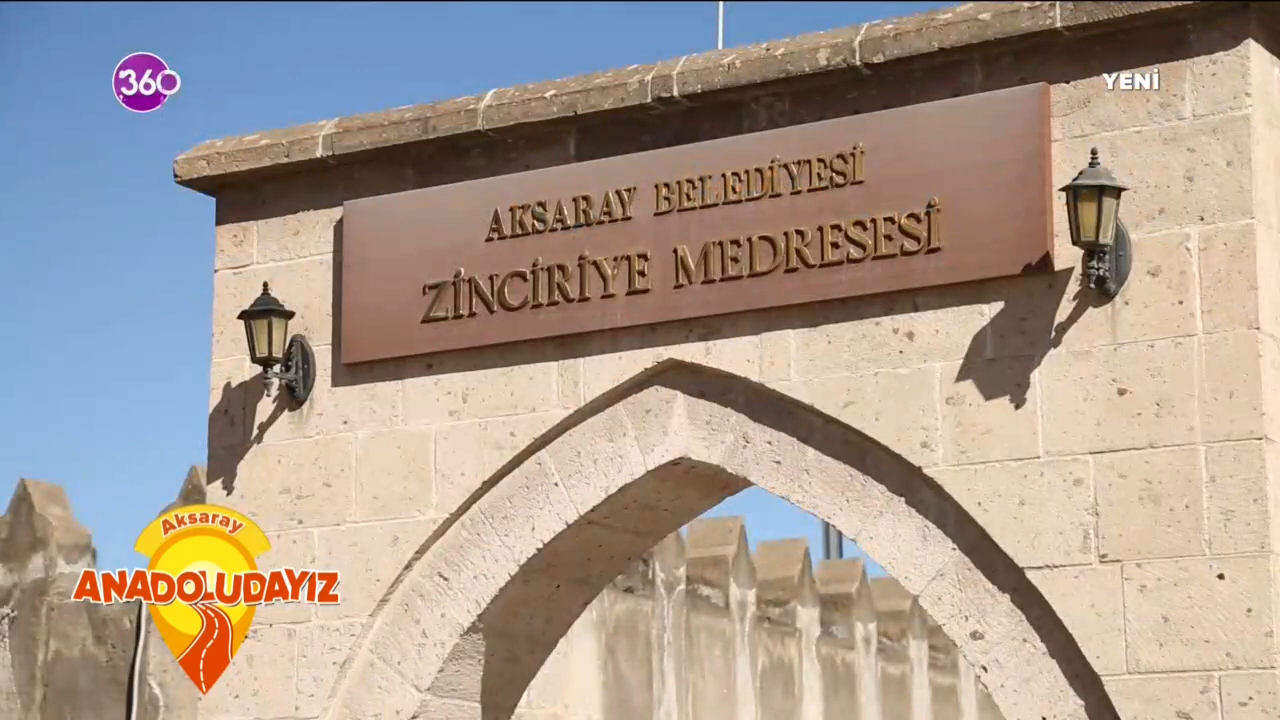 360
YENİ
AKSARAY BELEDİYESİ
ZİNCİRİYE MEDRESESİ
Aksaray
ANADOLUDAYIZ